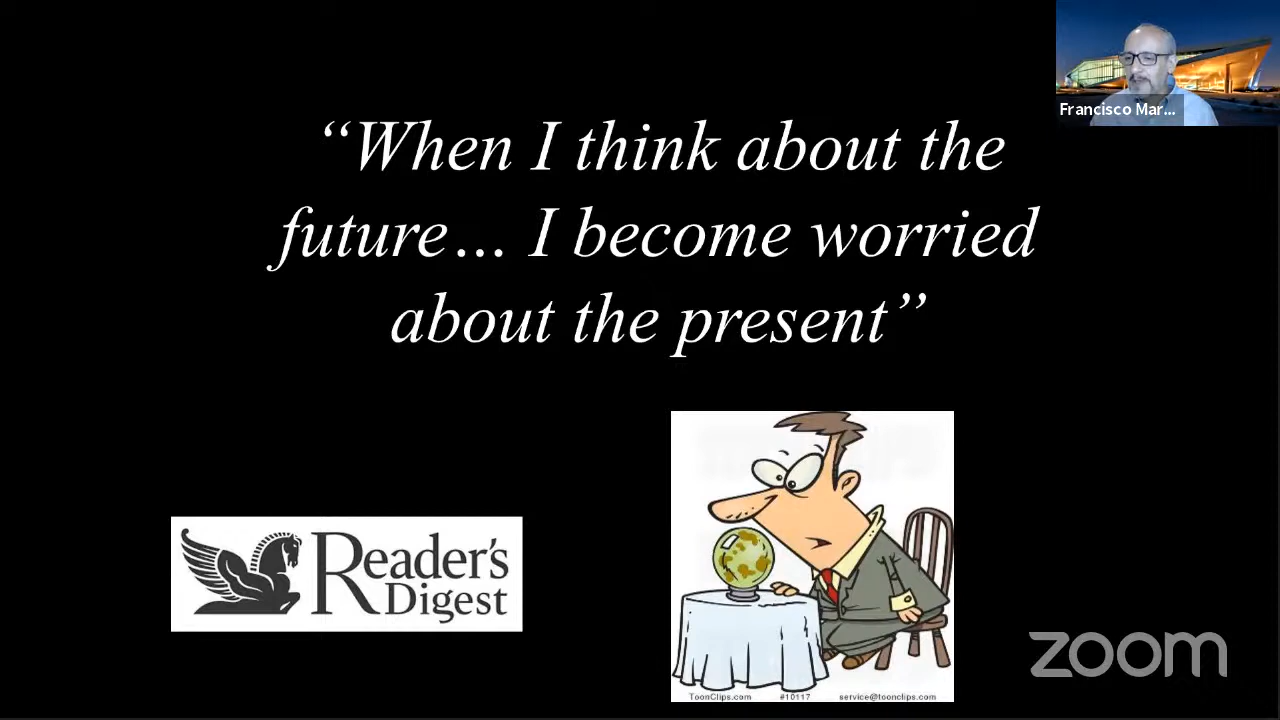 Francisco Mar...
“When I think about the
future… I become worried
about the present”
Reader's
Digest
ToonClips.com #10117 service@toonclips.com
zoom